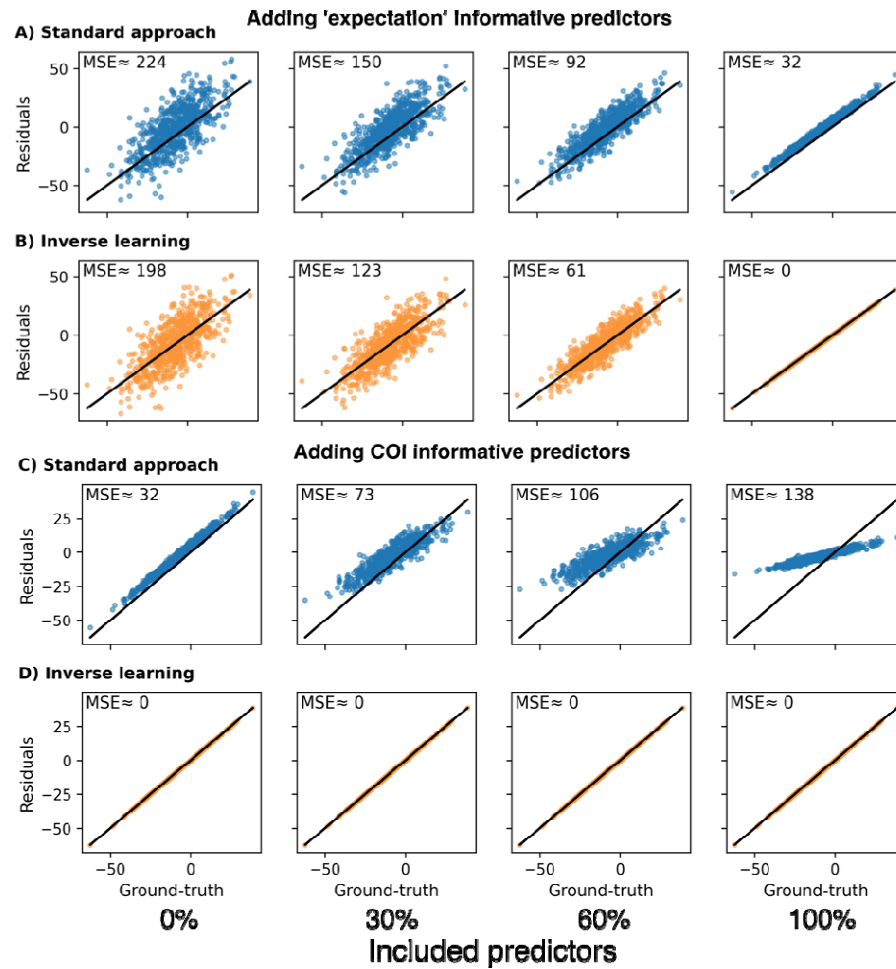 Adding 'expectation' Informative predictors
A) Standard approach
MSE≈ 224
MSE≈ 150
MSE≈ 92
MSE≈ 32
50
0
−50
Residuals
B) Inverse learning
MSE≈ 198
MSE≈ 123
MSE≈ 61
MSE≈ 0
50
0
−50
Residuals
Adding COI informative predictors
C) Standard approach
MSE≈ 32
MSE≈ 73
MSE≈ 106
MSE≈ 138
25
0
−25
−50
Residuals
D) Inverse learning
MSE≈ 0
MSE≈ 0
MSE≈ 0
MSE≈ 0
25
0
−25
−50
Residuals
−50 0 −50 0 −50 0 −50 0
Ground-truth Ground-truth Ground-truth Ground-truth
0% 30% 60% 100%
Included predictors